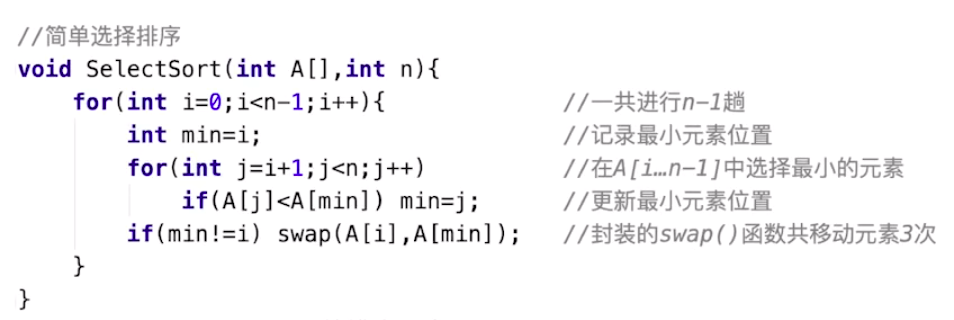 //简单选择排序
void SelectSort(int A[],int n){
    for(int i=0;i<n-1;i++){             //一共进行n-1趟
        int min=i;                      //记录最小元素位置
        for(int j=i+1;j<n;j++)          //在A[i…n-1]中选择最小的元素
            if(A[j]<A[min]) min=j;      //更新最小元素位置
        if(min!=i) swap(A[i],A[min]);   //封装的swap()函数共移动元素3次
    }
}